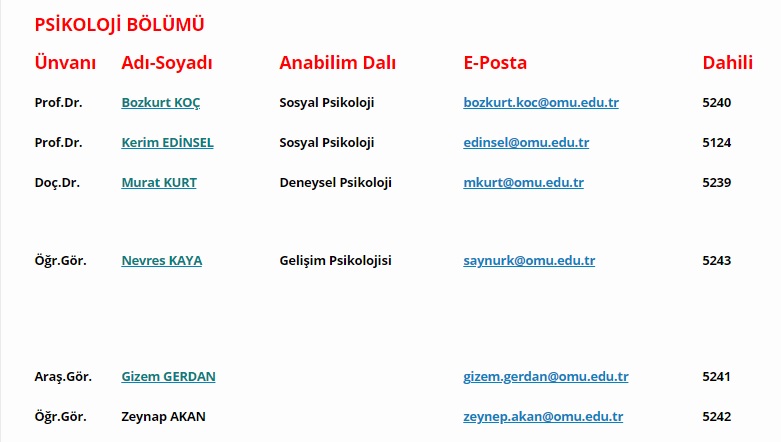 PSİKOLOJİ BÖLÜMÜ
Ünvanı Adı-Soyadı Anabilim Dalı E-Posta Dahili
Prof.Dr. Bozkurt KOÇ Sosyal Psikoloji bozkurt.koc@omu.edu.tr 5240
Prof.Dr. Kerim EDİNSEL Sosyal Psikoloji edinsel@omu.edu.tr 5124
Doç.Dr. Murat KURT Deneysel Psikoloji mkurt@omu.edu.tr 5239
Öğr.Gör. Nevres KAYA Gelişim Psikolojisi saynurk@omu.edu.tr 5243
Araş.Gör. Gizem GERDAN gizem.gerdan@omu.edu.tr 5241
Öğr.Gör. Zeynap AKAN zeynep.akan@omu.edu.tr 5242